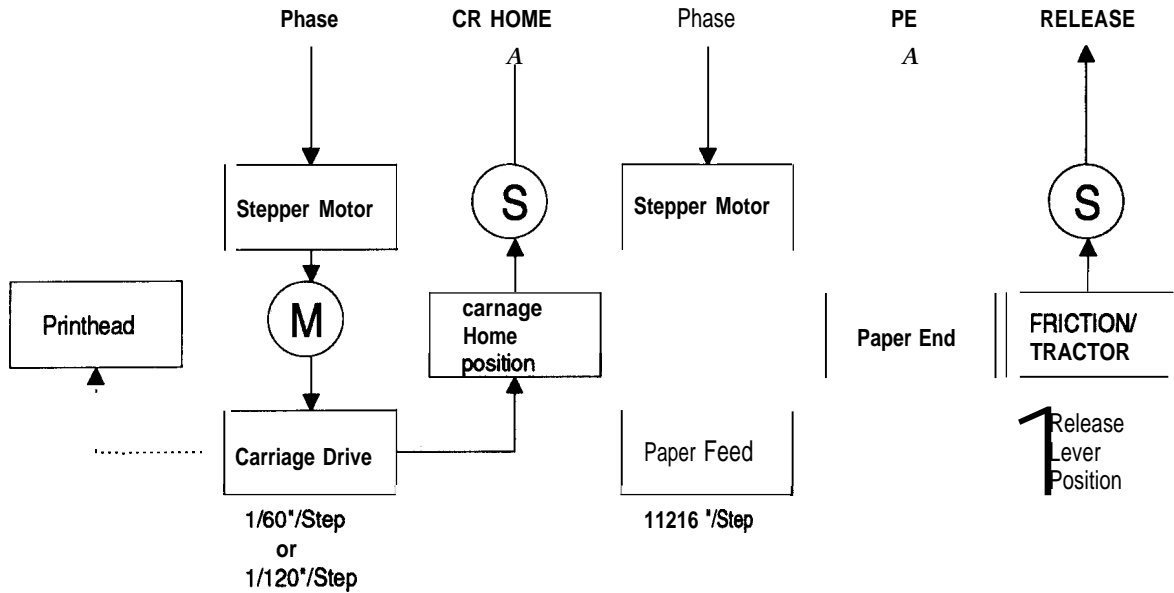 Phase
CR HOME
Phase
PE
RELEASE
A
A
Stepper Motor
S
Stepper Motor
S
Printhead
M
carnage
Home
position
Paper End
FRICTION/
TRACTOR
Carriage Drive
Paper Feed
Release
Lever
Position
1/60"/Step
or
1/120"/Step
11216 "/Step